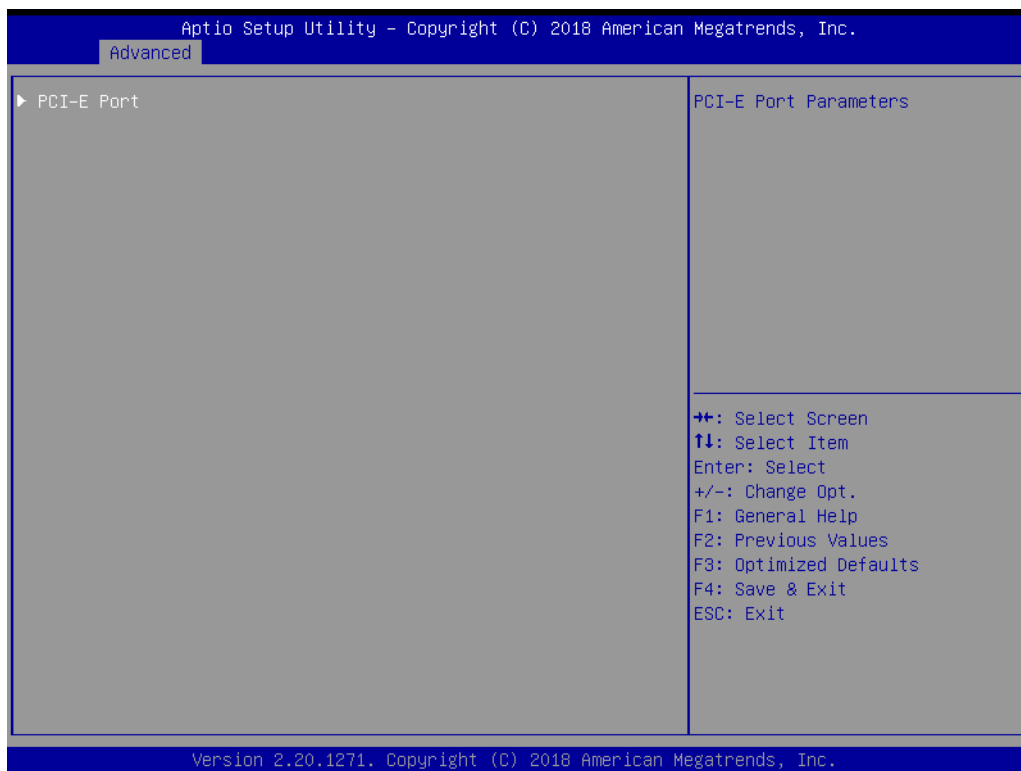 Aptio Setup Utility – Copyright (C) 2018 American Megatrends, Inc.
Advanced
▶ PCI-E Port
PCI-E Port Parameters
→←: Select Screen
↑↓: Select Item
Enter: Select
+/-: Change Opt.
F1: General Help
F2: Previous Values
F3: Optimized Defaults
F4: Save & Exit
ESC: Exit
Version 2.20.1271. Copyright (C) 2018 American Megatrends, Inc.